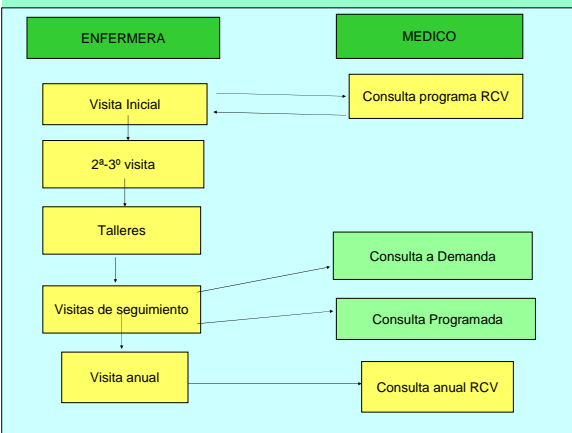 ENFERMERA
MEDICO
Visita Inicial
Consulta programa RCV
2ª-3º visita
Talleres
Consulta a Demanda
Visitas de seguimiento
Consulta Programada
Visita anual
Consulta anual RCV